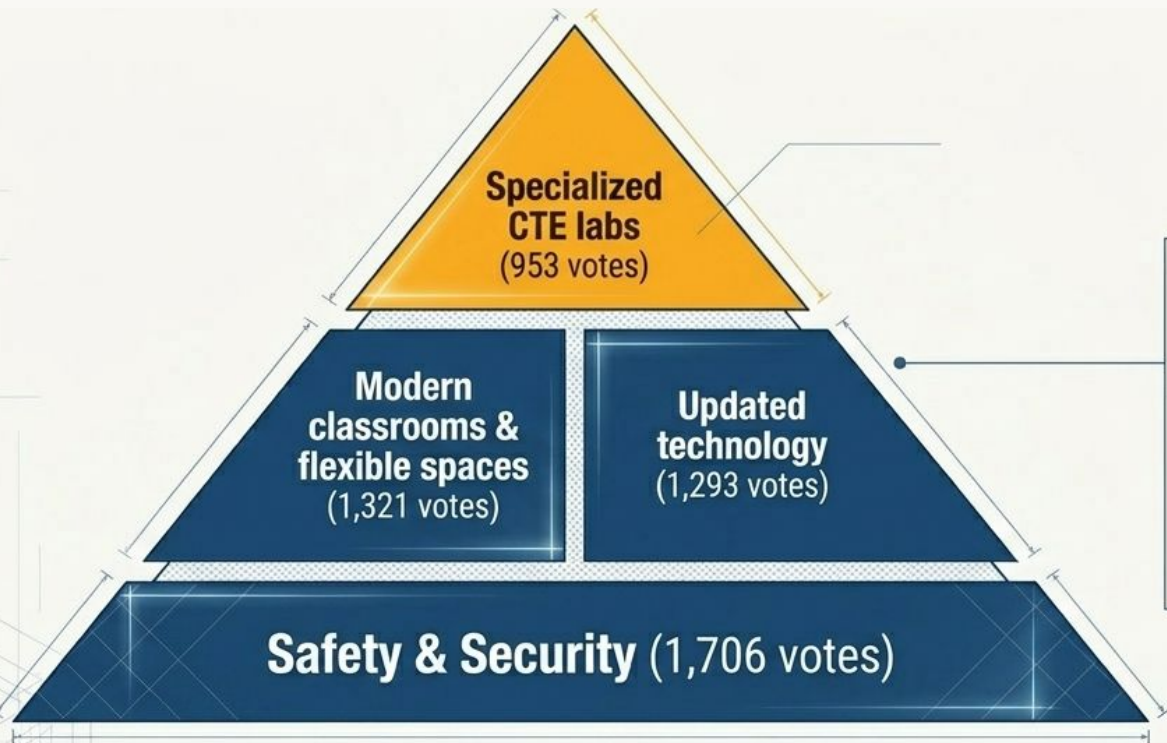 Specialized
CTE labs
(953 votes)
Modern
classrooms &
flexible spaces
(1,321 votes)
Updated
technology
(1,293 votes)
Safety & Security (1,706 votes)